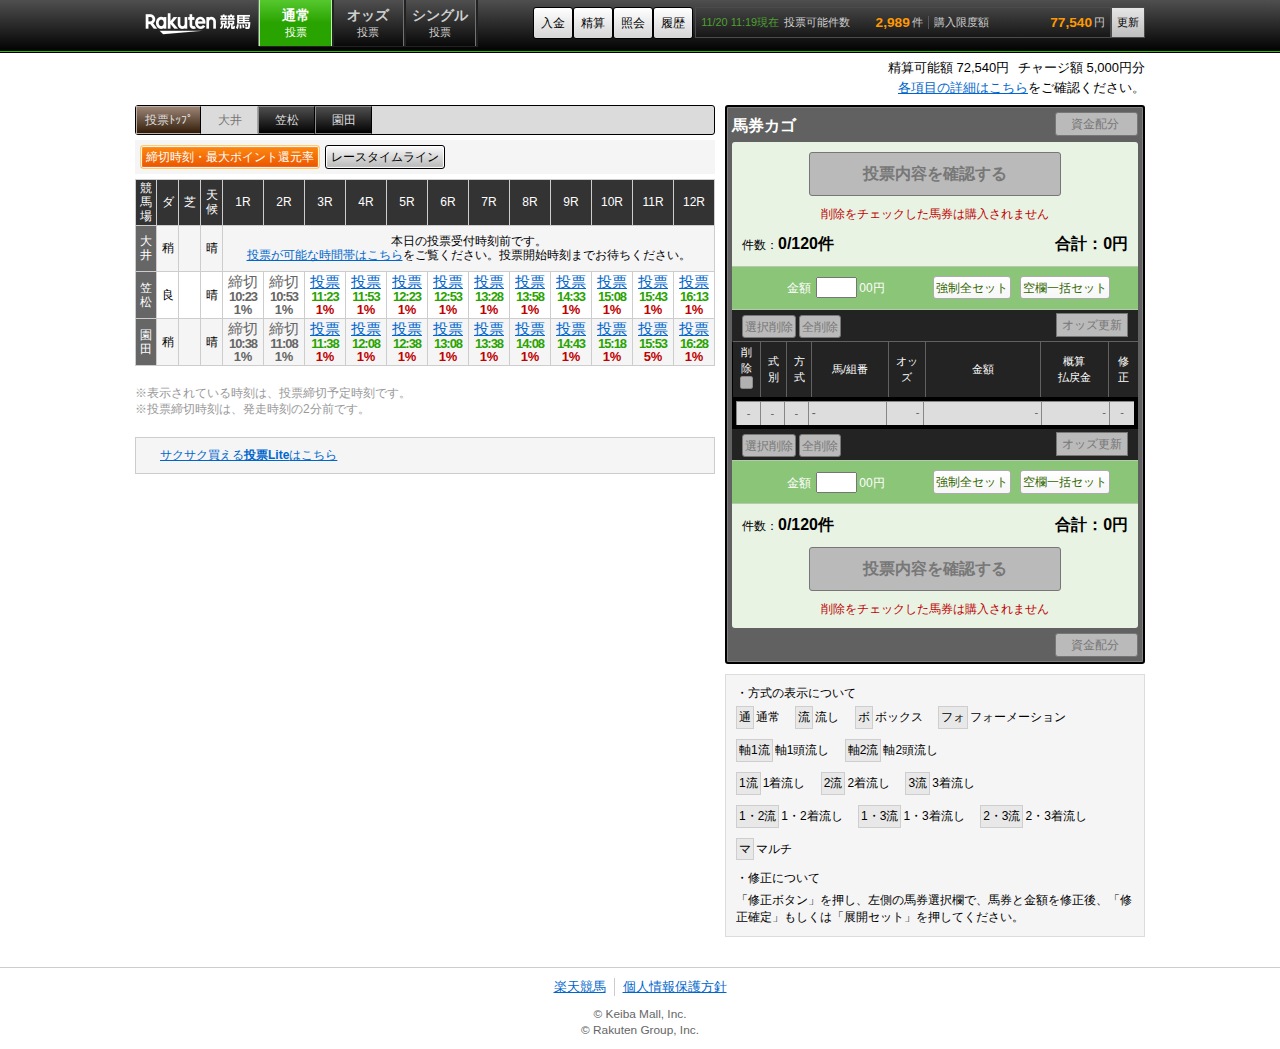 Rakuten 競馬
通常
投票
オッズ
投票
シングル
投票
入金 精算 照会 履歴
11/20 11:19現在 投票可能件数 2,989 件 購入限度額 77,540 円 更新
精算可能額 72,540円 チャージ額 5,000円分
各項目の詳細はこちらをご確認ください。
投票ﾄｯﾌﾟ 大井 笠松 園田
締切時刻・最大ポイント還元率 レースタイムライン
競馬場 ダ 芝 天候 1R 2R 3R 4R 5R 6R 7R 8R 9R 10R 11R 12R
大井 稍 晴 本日の投票受付時刻前です。
投票が可能な時間帯はこちらをご覧ください。投票開始時刻までお待ちください。
笠松 良 晴 締切 締切 投票 投票 投票 投票 投票 投票 投票 投票 投票 投票
10:23 10:53 11:23 11:53 12:23 12:53 13:28 13:58 14:33 15:08 15:43 16:13
1% 1% 1% 1% 1% 1% 1% 1% 1% 1% 1% 1%
園田 稍 晴 締切 締切 投票 投票 投票 投票 投票 投票 投票 投票 投票 投票
10:38 11:08 11:38 12:08 12:38 13:08 13:38 14:08 14:43 15:18 15:53 16:28
1% 1% 1% 1% 1% 1% 1% 1% 1% 1% 5% 1%
※表示されている時刻は、投票締切予定時刻です。
※投票締切時刻は、発走時刻の2分前です。
サクサク買える投票Liteはこちら
馬券カゴ 資金配分
投票内容を確認する
削除をチェックした馬券は購入されません
件数：0/120件 合計：0円
金額 00円 強制全セット 空欄一括セット
選択削除 全削除 オッズ更新
削除 式別 方式 馬/組番 オッズ 金額 概算払戻金 修正
- - - - - - - -
選択削除 全削除 オッズ更新
金額 00円 強制全セット 空欄一括セット
件数：0/120件 合計：0円
投票内容を確認する
削除をチェックした馬券は購入されません
資金配分
・方式の表示について
通 通常 流 流し ボ ボックス フォ フォーメーション
軸1流 軸1頭流し 軸2流 軸2頭流し
1流 1着流し 2流 2着流し 3流 3着流し
1・2流 1・2着流し 1・3流 1・3着流し 2・3流 2・3着流し
マ マルチ
・修正について
「修正ボタン」を押し、左側の馬券選択欄で、馬券と金額を修正後、「修
正確定」もしくは「展開セット」を押してください。
楽天競馬 個人情報保護方針
© Keiba Mall, Inc.
© Rakuten Group, Inc.